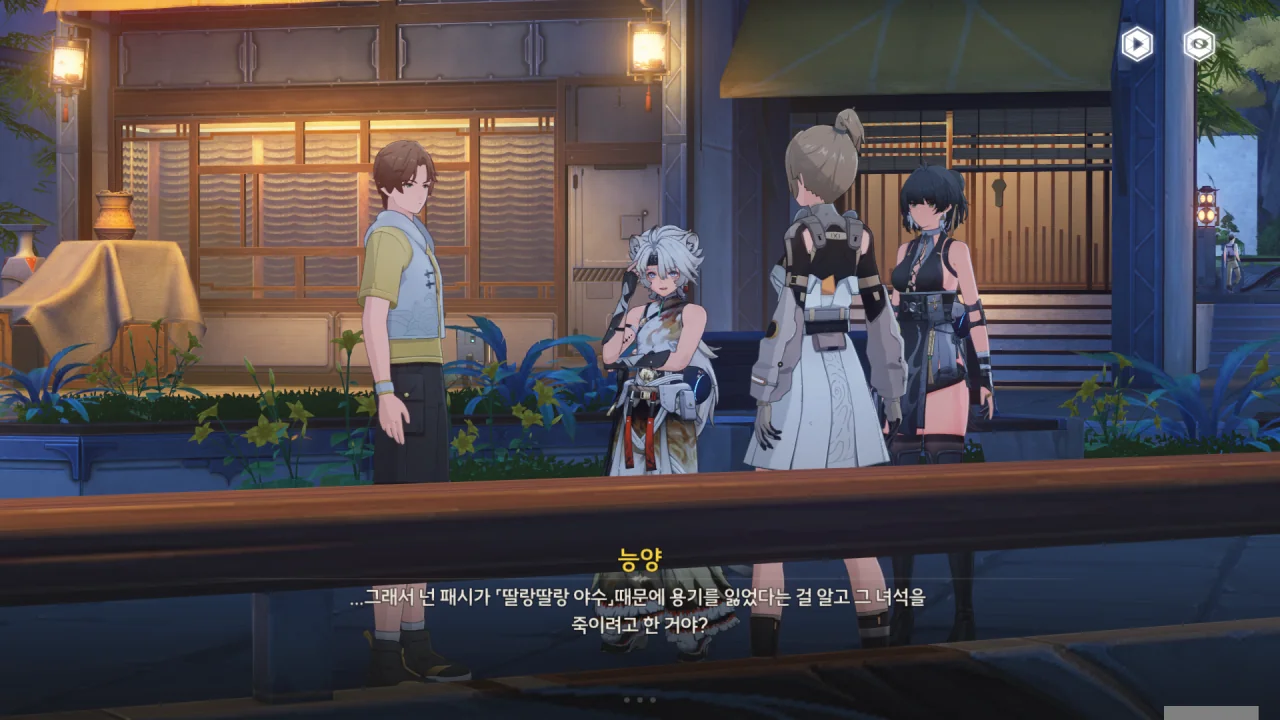 능양
...그래서 넌 패시가 「딸랑딸랑 야수」때문에 용기를 잃었다는 걸 알고 그 녀석을
죽이려고 한 거야?